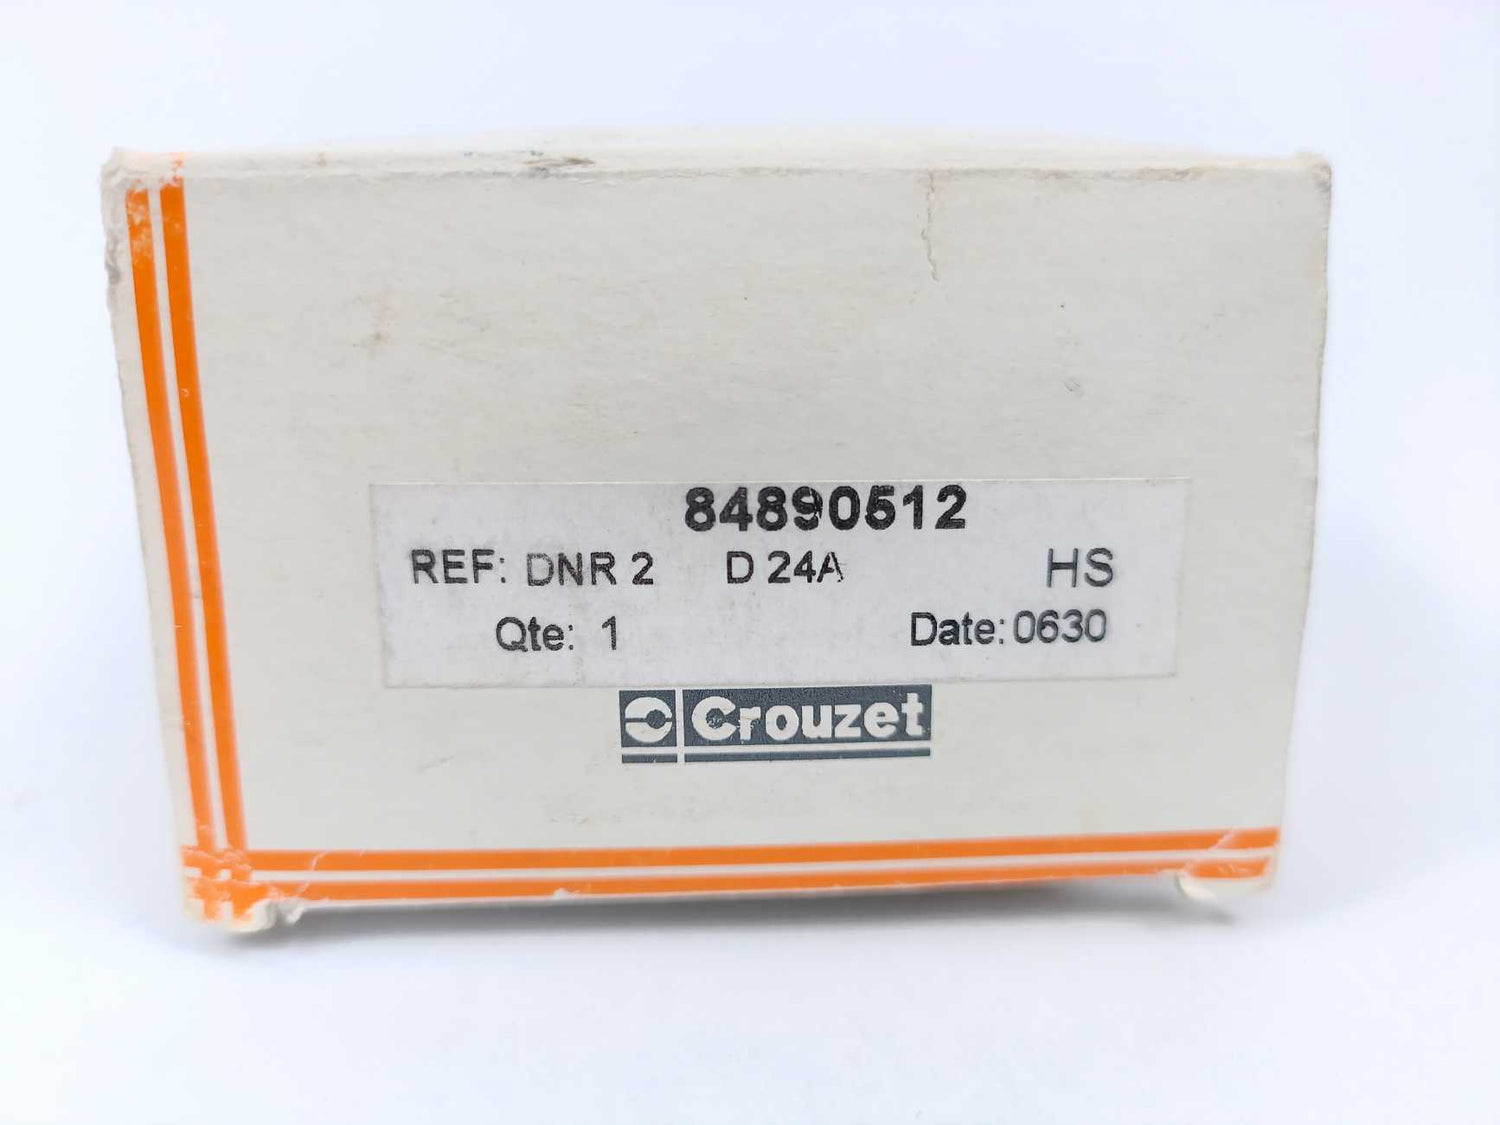 84890512
REF: DNR 2 D 24A HS
Qte: 1 Date: 0630
Crouzet